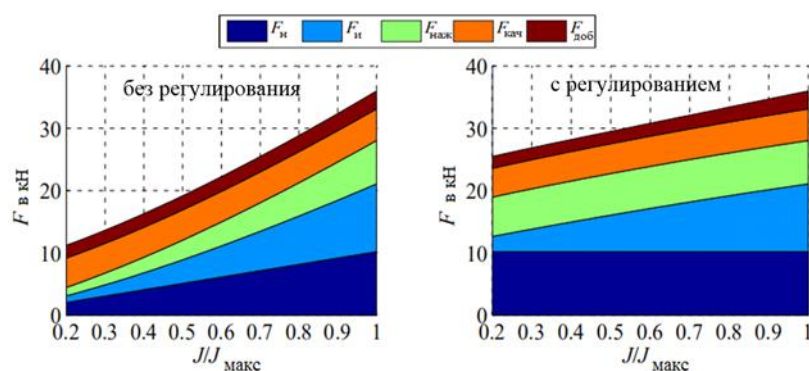 Fн Fи Fнаж Fкач Fдоб
без регулирования
40
30
20
10
0
F в кН
0.2 0.3 0.4 0.5 0.6 0.7 0.8 0.9 1
J/Jмакс
с регулированием
40
30
20
10
0
F в кН
0.2 0.3 0.4 0.5 0.6 0.7 0.8 0.9 1
J/Jмакс